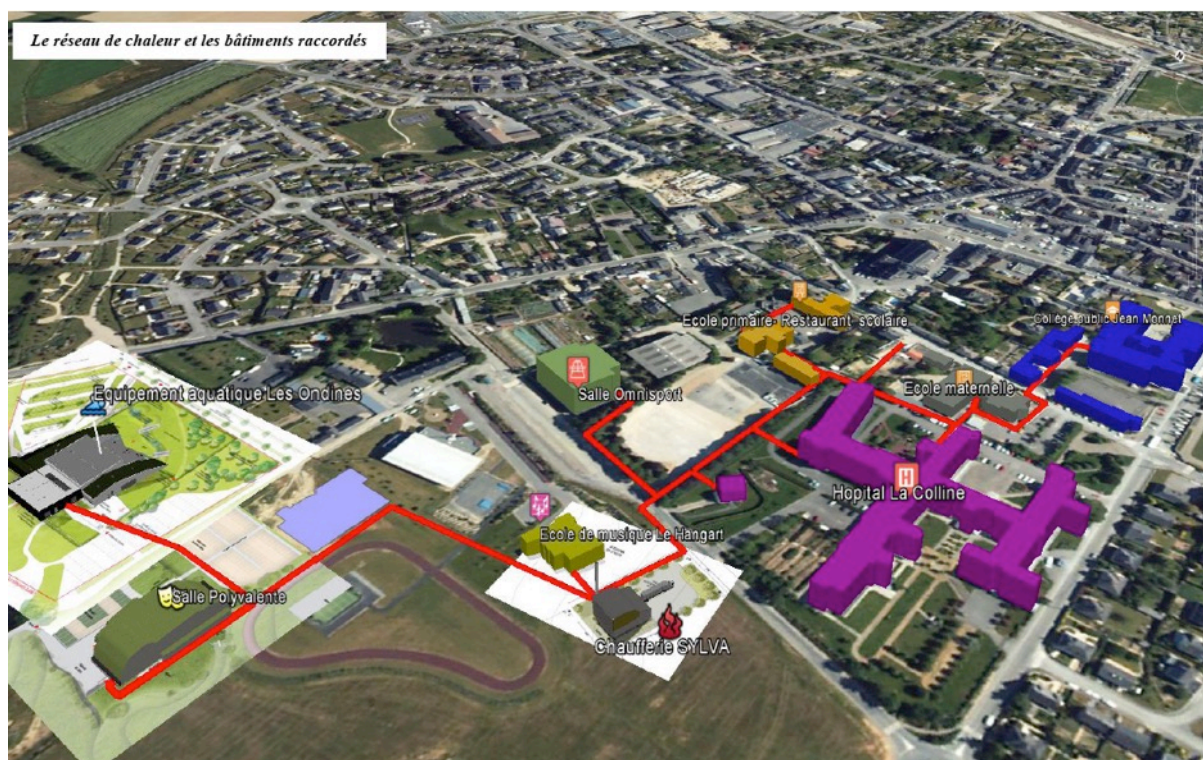 Le réseau de chaleur et les bâtiments raccordés
Ecole primaire- Restaurant- scolaire
Collège public Jean Monnet
Equipement aquatique Les Ondines
Salle Omnisport
Ecole maternelle
Hopital La Colline
H
Ecole de musique Le Hangart
Salle Polyvalente
Chaufferie SYLVA